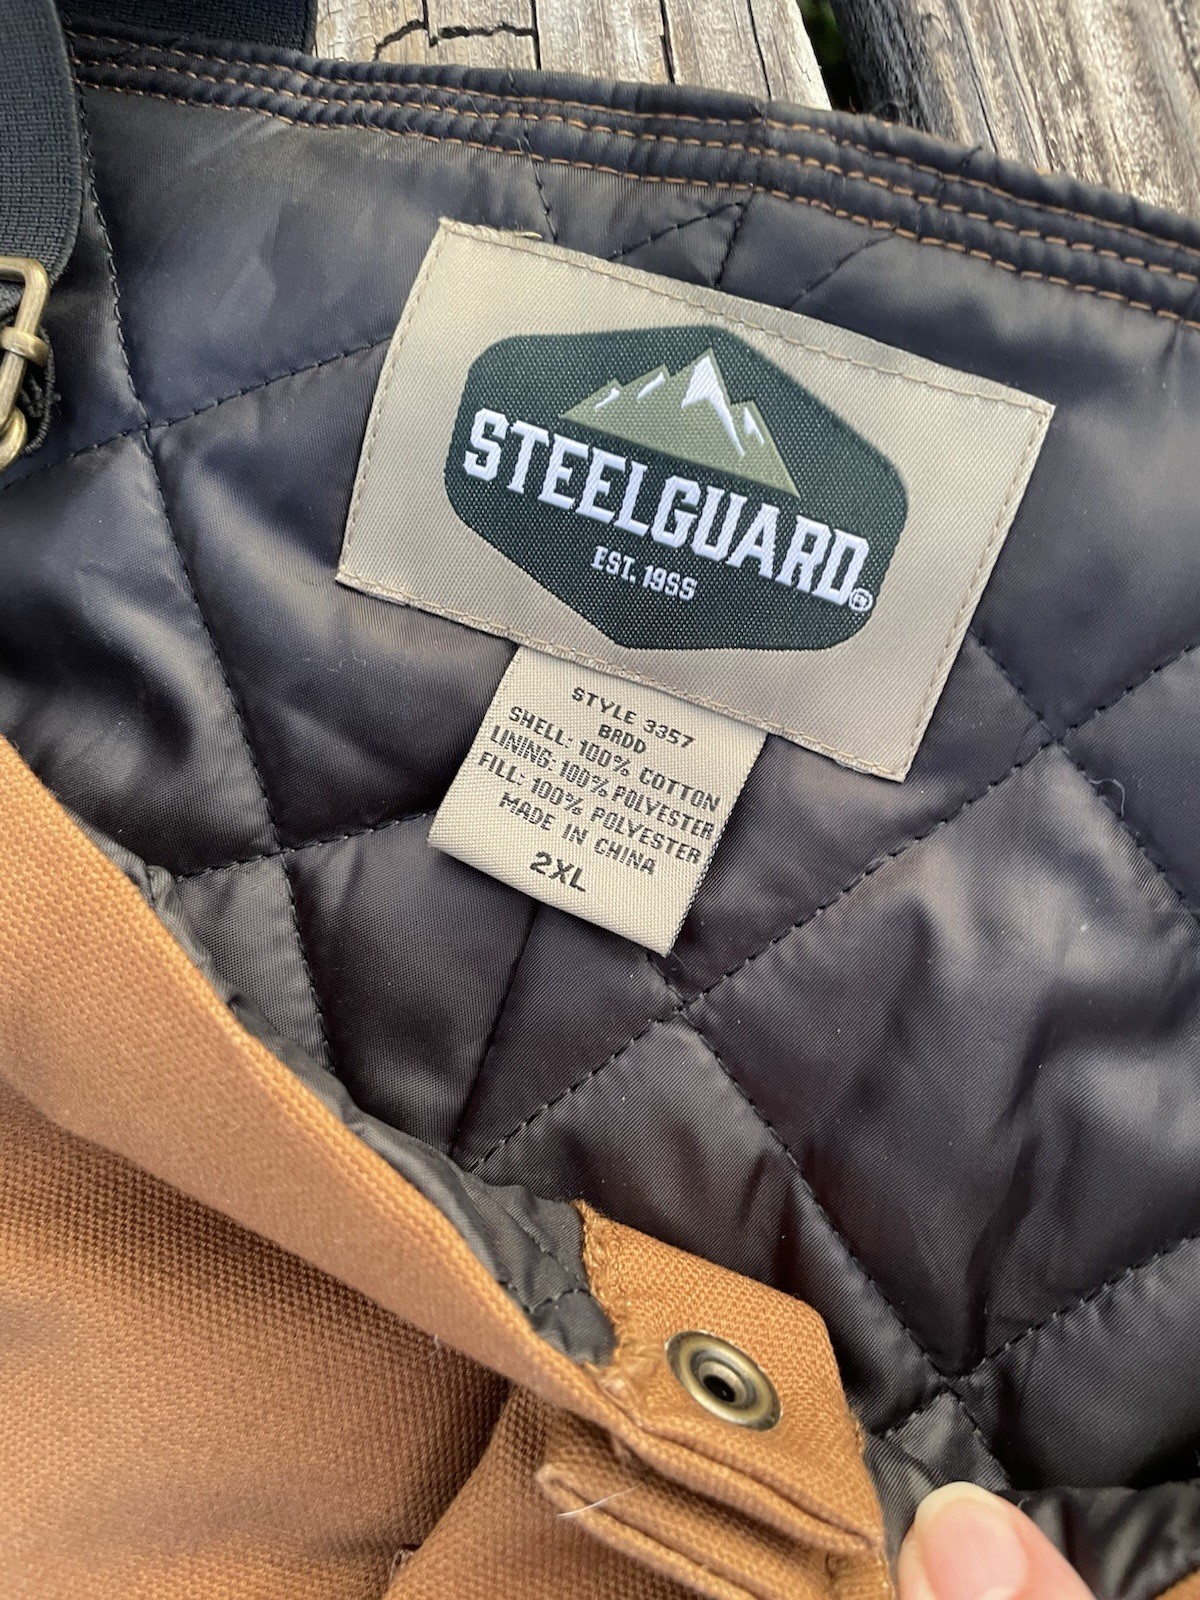 STEELGUARD®
EST. 1955
STYLE 3357
BRDD
SHELL: 100% COTTON
LINING: 100% POLYESTER
FILL: 100% POLYESTER
MADE IN CHINA
2XL